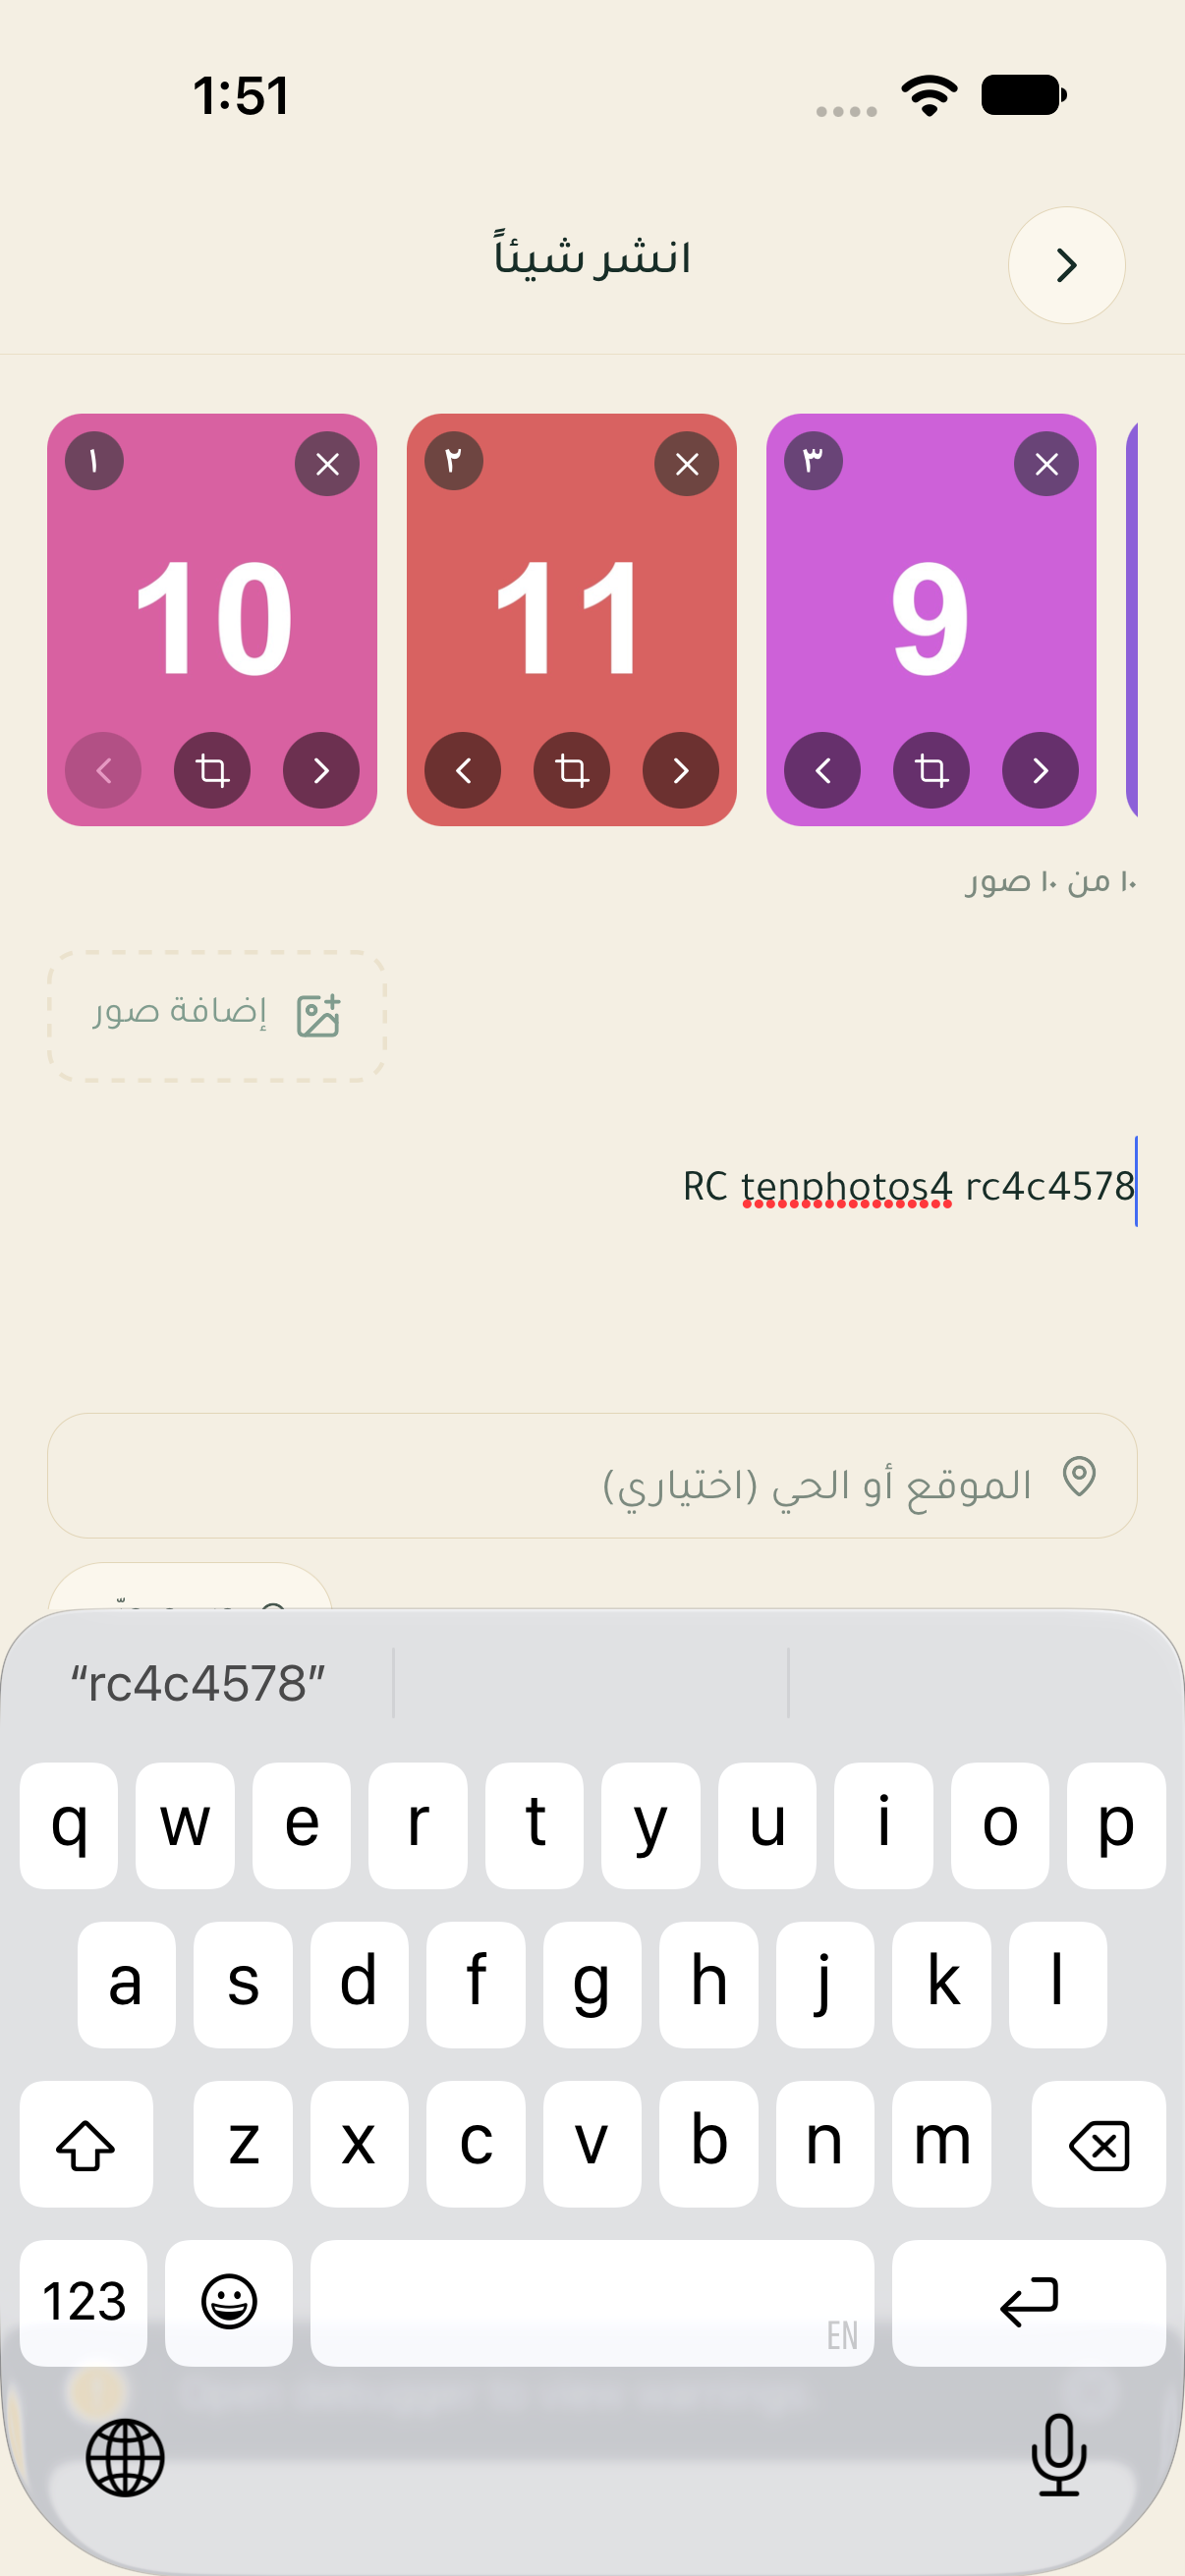 1:51
انشر شيئاً
١
٢
٣
10
11
9
١٠ من ١٠ صور
إضافة صور
RC tenphotos4 rc4c4578
الموقع أو الحي (اختياري)
“rc4c4578”
q w e r t y u i o p
a s d f g h j k l
z x c v b n m
123
EN